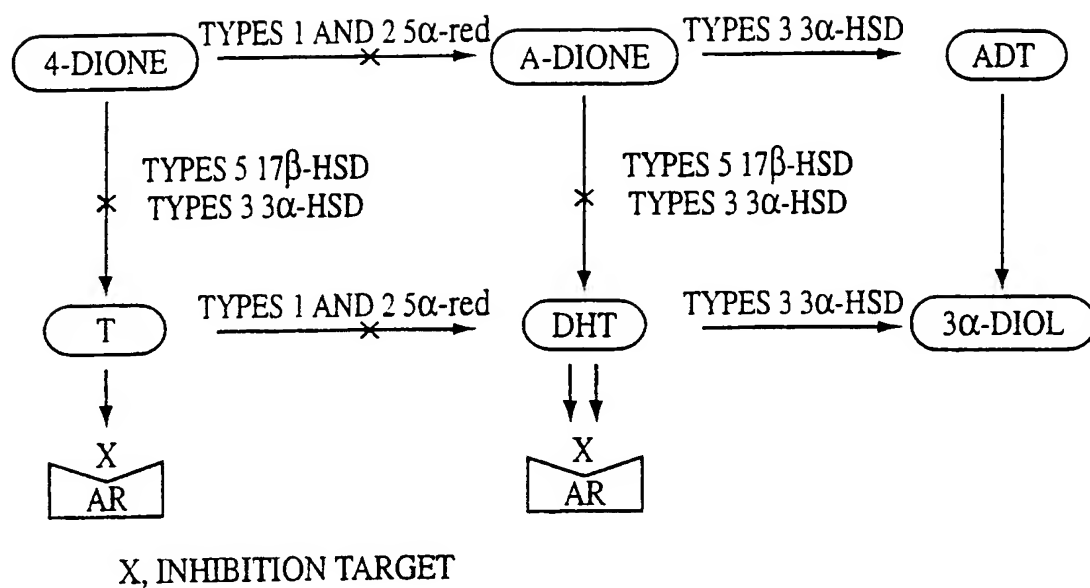 TYPES 1 AND 2 5α-red
TYPES 3 3α-HSD
4-DIONE
A-DIONE
ADT
TYPES 5 17β-HSD
TYPES 3 3α-HSD
TYPES 5 17β-HSD
TYPES 3 3α-HSD
TYPES 1 AND 2 5α-red
TYPES 3 3α-HSD
T
DHT
3α-DIOL
X
AR
X
AR
X, INHIBITION TARGET